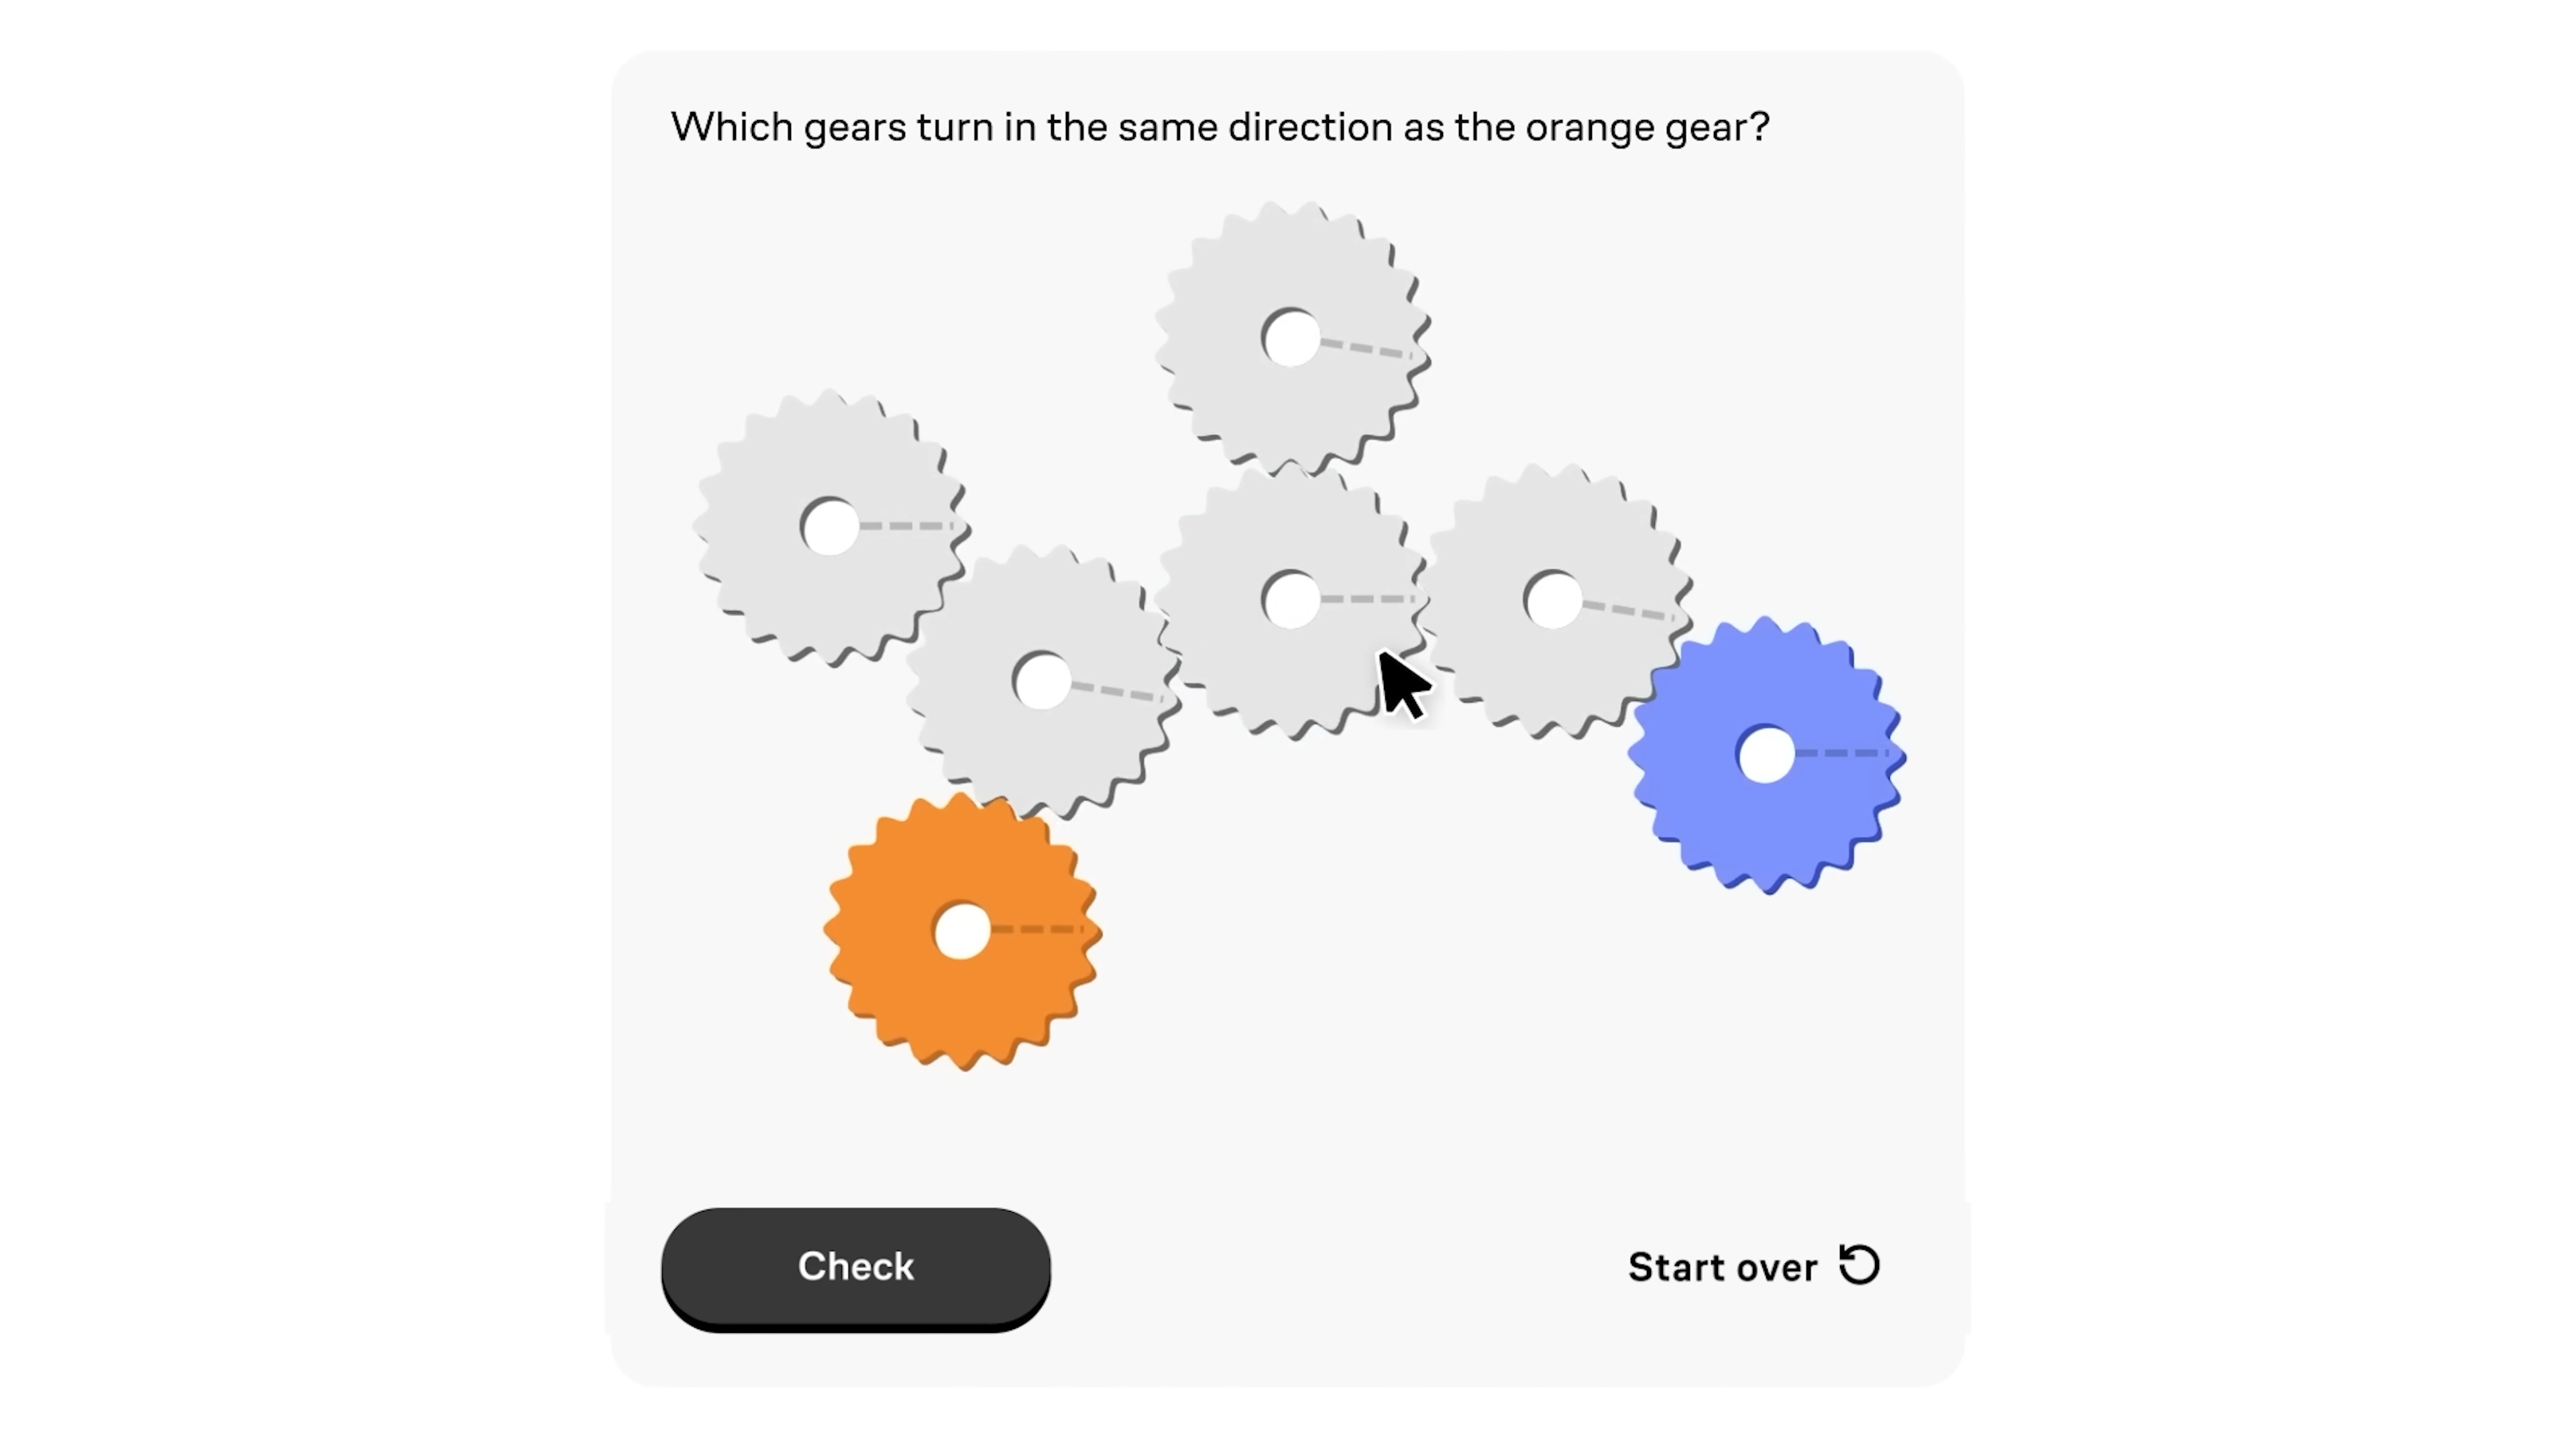 Which gears turn in the same direction as the orange gear?
Check
Start over